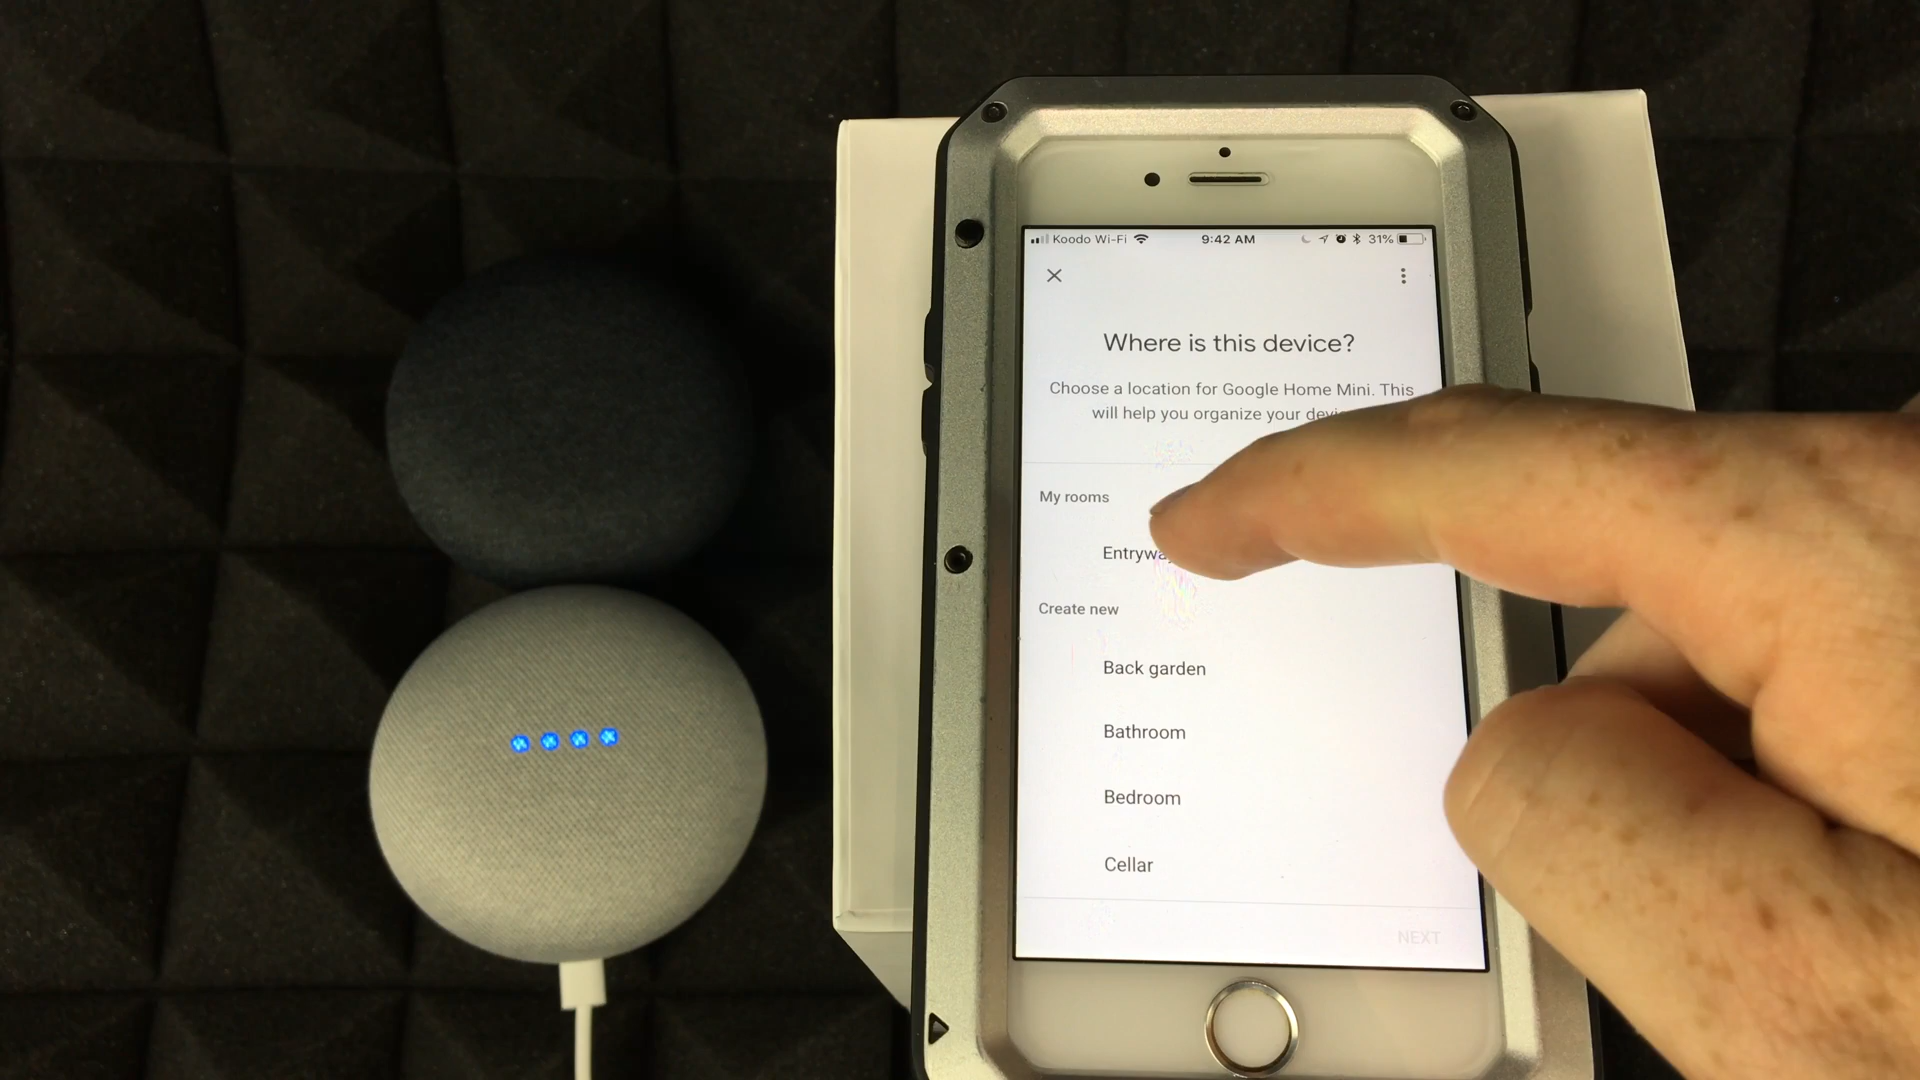 Koodo Wi-Fi 9:42 AM 31%
Where is this device?
Choose a location for Google Home Mini. This
will help you organize your
My rooms
Create new
Back garden
Bathroom
Bedroom
Cellar
NEXT